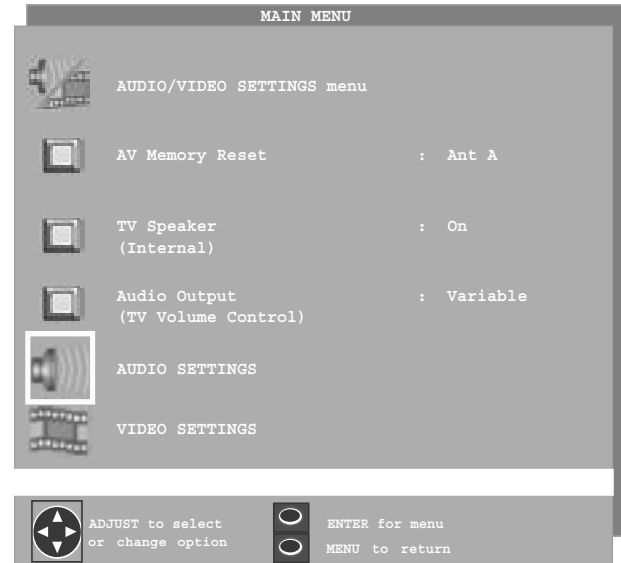 MAIN MENU
AUDIO/VIDEO SETTINGS menu
AV Memory Reset : Ant A
TV Speaker : On
(Internal)
Audio Output : Variable
(TV Volume Control)
AUDIO SETTINGS
VIDEO SETTINGS
ADJUST to select
or change option
ENTER for menu
MENU to return